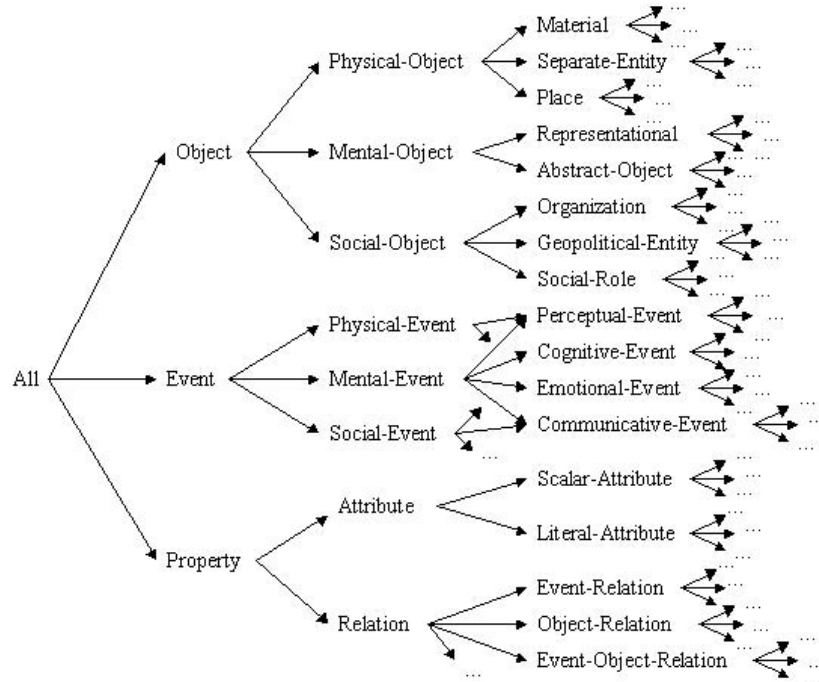 Material ...
Physical-Object
Separate-Entity ...
Place ...
Object
Mental-Object
Representational ...
Abstract-Object ...
Social-Object
Organization ...
Geopolitical-Entity ...
Social-Role ...
All
Event
Physical-Event
Perceptual-Event ...
Mental-Event
Cognitive-Event ...
Emotional-Event ...
Social-Event ...
Communicative-Event ...
Property
Attribute
Scalar-Attribute ...
Literal-Attribute ...
Relation ...
Event-Relation ...
Object-Relation ...
Event-Object-Relation ...